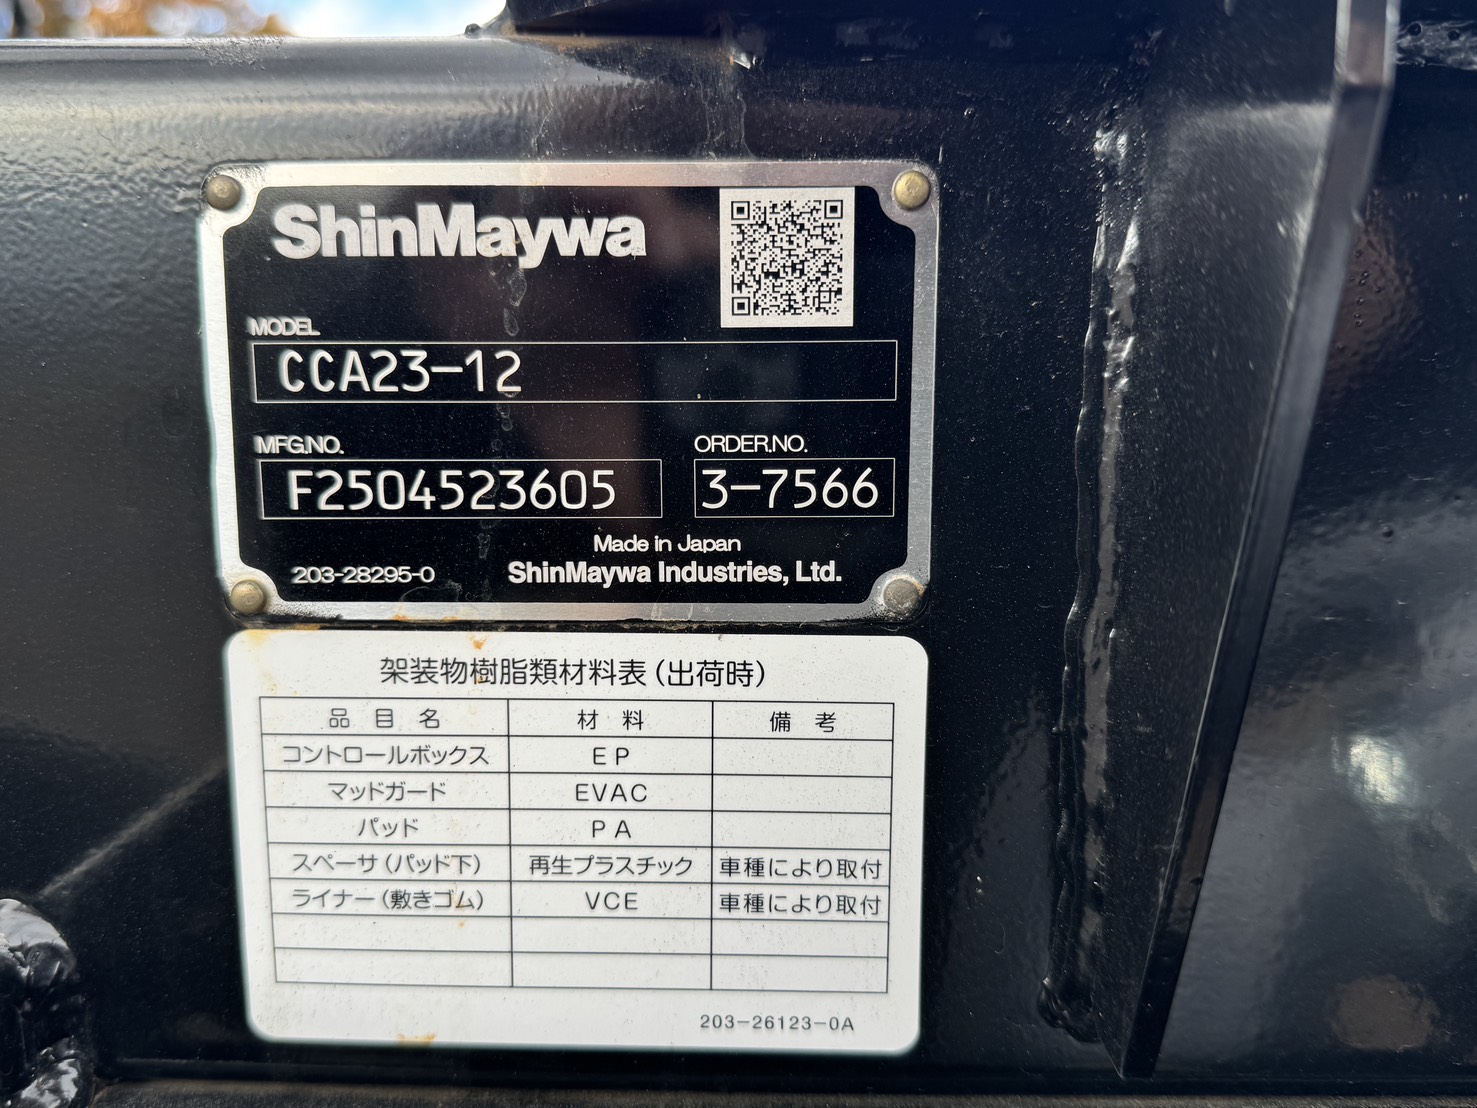 ShinMaywa
MODEL
CCA23-12
MFG.NO. ORDER.NO.
F2504523605 3-7566
Made in Japan
203-28295-0 ShinMaywa Industries, Ltd.
架装物樹脂類材料表(出荷時)
品目名 材料 備考
コントロールボックス EP
マッドガード EVAC
パッド PA
スペーサ(パッド下) 再生プラスチック 車種により取付
ライナー(敷きゴム) VCE 車種により取付
203-26123-0A